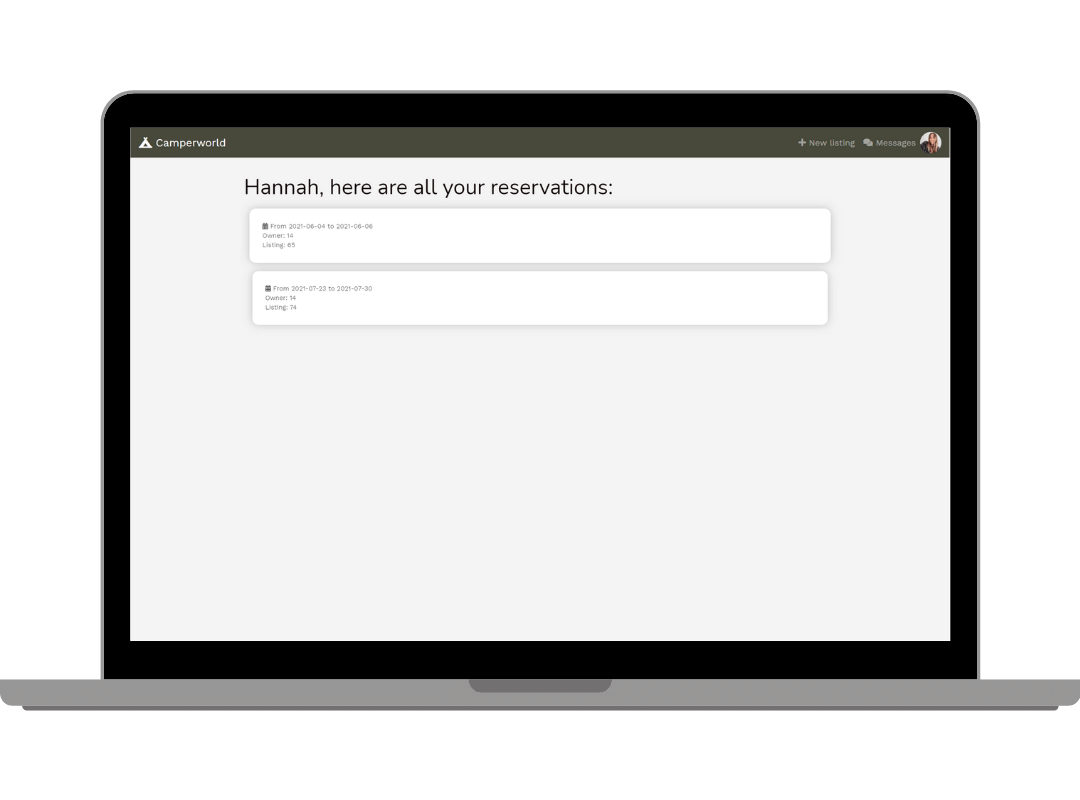 Camperworld
New listing
Messages
Hannah, here are all your reservations:
From 2021-06-04 to 2021-06-06
Owner: 14
Listing: 65
From 2021-07-23 to 2021-07-30
Owner: 14
Listing: 74